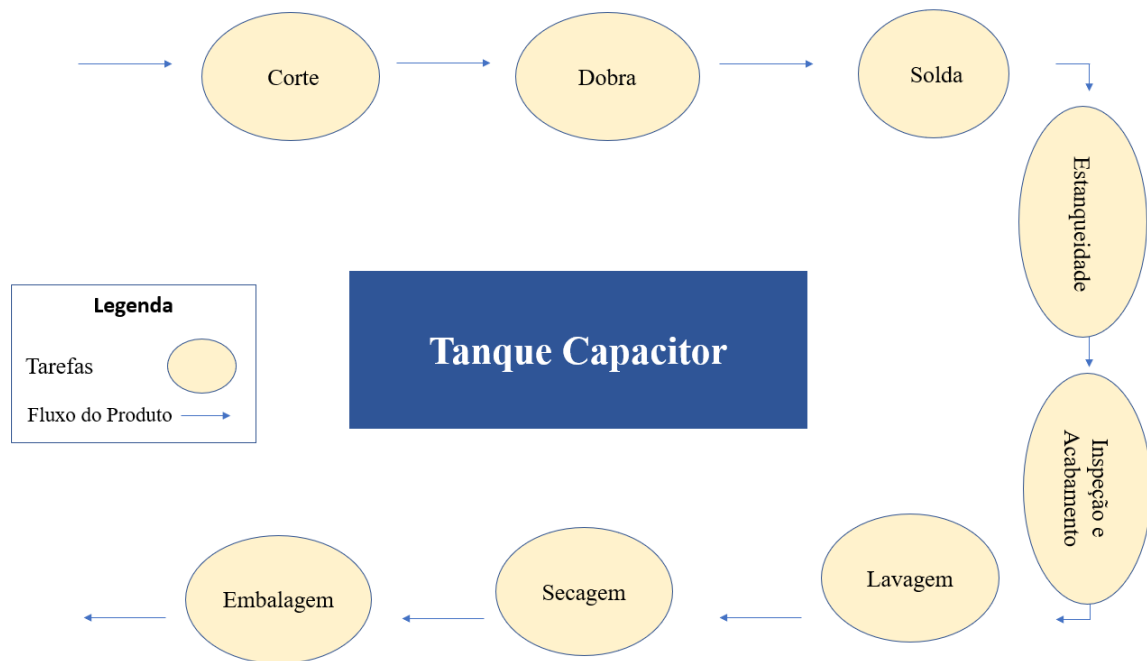 Corte
Dobra
Solda
Estanqueidade
Legenda
Tarefas
Fluxo do Produto
Tanque Capacitor
Inspeção e
Acabamento
Embalagem
Secagem
Lavagem